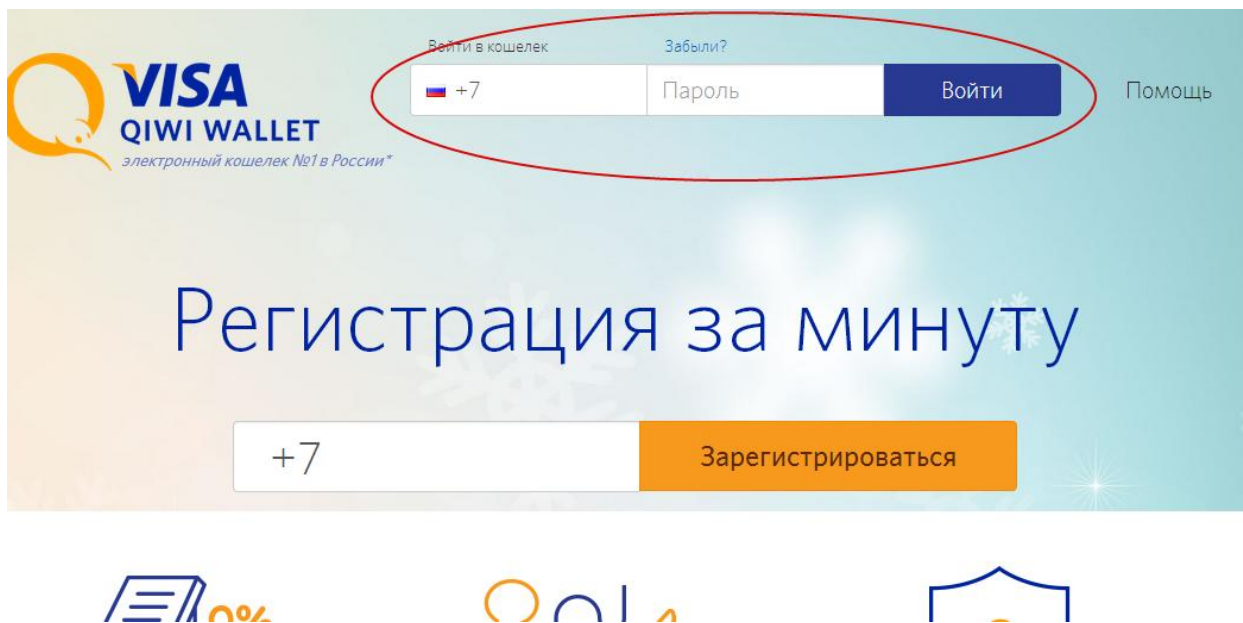 Войти в кошелек
Забыли?
+7
Пароль
Войти
Помощь
VISA
QIWI WALLET
электронный кошелек №1 в России*
Регистрация за минуту
+7
Зарегистрироваться
0%